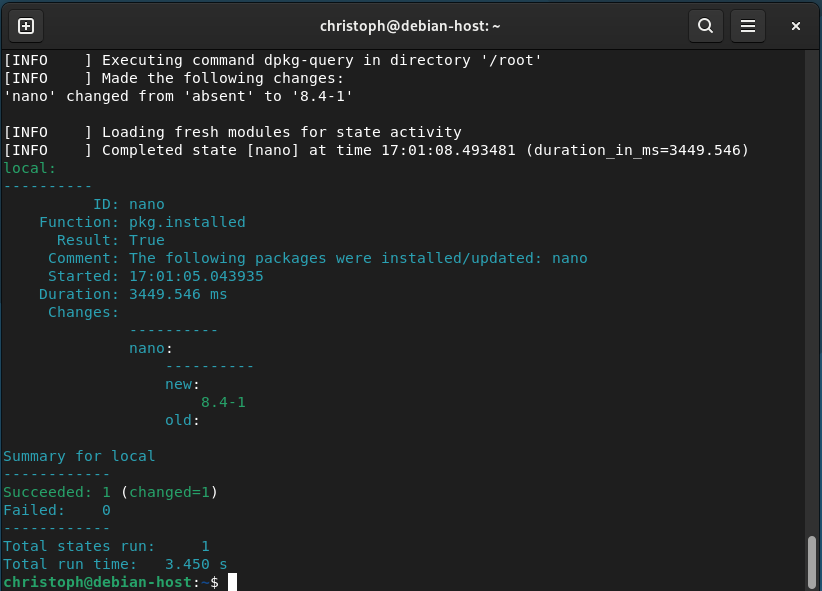 christoph@debian-host: ~
[INFO    ] Executing command dpkg-query in directory '/root'
[INFO    ] Made the following changes:
'nano' changed from 'absent' to '8.4-1'

[INFO    ] Loading fresh modules for state activity
[INFO    ] Completed state [nano] at time 17:01:08.493481 (duration_in_ms=3449.546)
local:
----------
          ID: nano
    Function: pkg.installed
      Result: True
     Comment: The following packages were installed/updated: nano
     Started: 17:01:05.043935
    Duration: 3449.546 ms
     Changes:
              ----------
              nano:
                  ----------
                  new:
                      8.4-1
                  old:

Summary for local
------------
Succeeded: 1 (changed=1)
Failed:    0
------------
Total states run:     1
Total run time:   3.450 s
christoph@debian-host:~$